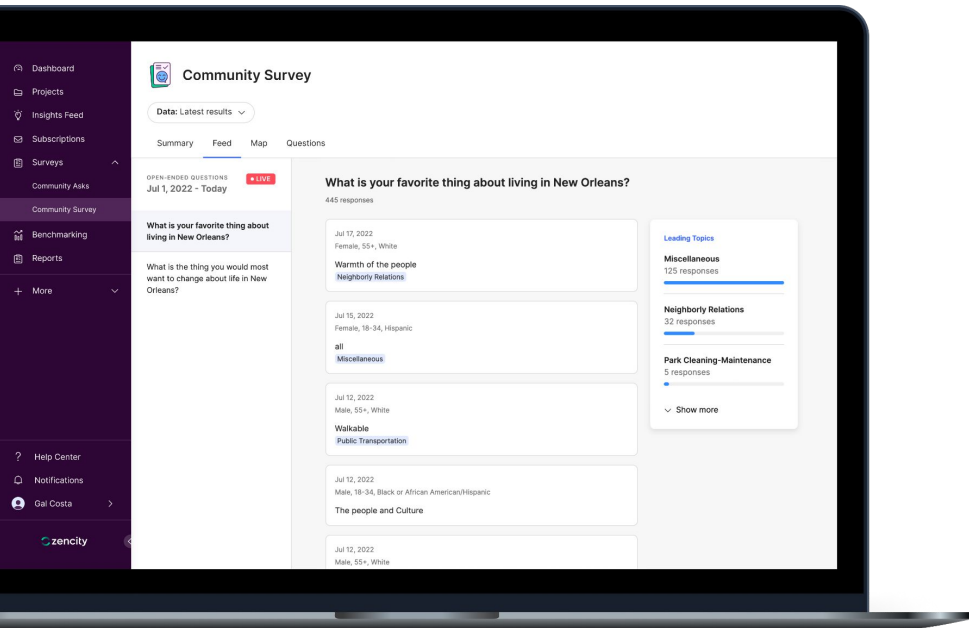 Dashboard
Projects
Insights Feed
Subscriptions
Surveys
Community Asks
Community Survey
Benchmarking
Reports
More
Help Center
Notifications
Gal Costa
zencity
Community Survey
Data: Latest results
Summary Feed Map Questions
OPEN-ENDED QUESTIONS
LIVE
Jul 1, 2022 - Today
What is your favorite thing about
living in New Orleans?
What is the thing you would most
want to change about life in New
Orleans?
What is your favorite thing about living in New Orleans?
445 responses
Jul 17, 2022
Female, 55+, White
Warmth of the people
Neighborly Relations
Jul 15, 2022
Female, 18-34, Hispanic
all
Miscellaneous
Jul 12, 2022
Male, 55+, White
Walkable
Public Transportation
Jul 12, 2022
Male, 18-34, Black or African American/Hispanic
The people and Culture
Jul 12, 2022
Male, 55+, White
Leading Topics
Miscellaneous
125 responses
Neighborly Relations
32 responses
Park Cleaning-Maintenance
5 responses
Show more